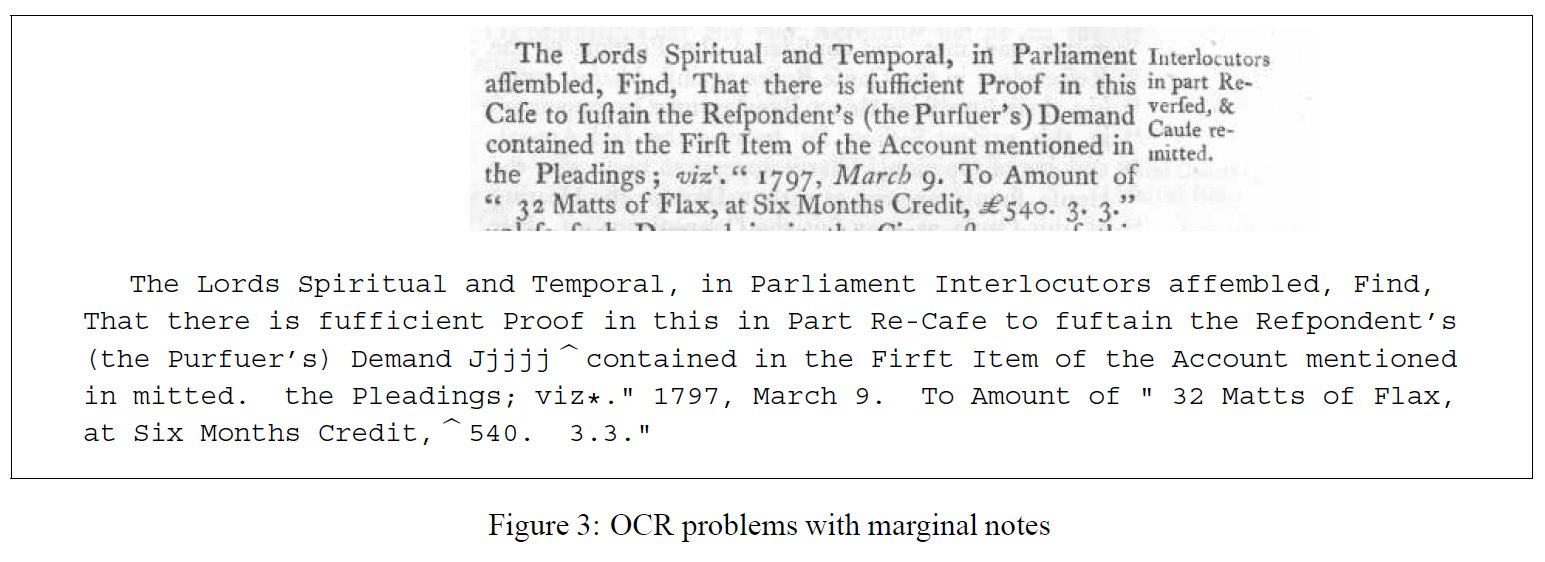 The Lords Spiritual and Temporal, in Parliament
aſſembled, Find, That there is ſufficient Proof in this
Caſe to ſuſtain the Reſpondent's (the Purſuer's) Demand
contained in the Firſt Item of the Account mentioned in
the Pleadings; vizᵗ. “ 1797, March 9. To Amount of
“ 32 Matts of Flax, at Six Months Credit, £540. 3. 3.”
Interlocutors
in part Re-
verſed, &
Cauſe re-
mitted.
The Lords Spiritual and Temporal, in Parliament Interlocutors affembled, Find,
That there is fufficient Proof in this in Part Re-Cafe to fuftain the Refpondent's
(the Purfuer's) Demand Jjjjj^contained in the Firft Item of the Account mentioned
in mitted. the Pleadings; viz*." 1797, March 9. To Amount of " 32 Matts of Flax,
at Six Months Credit,^540. 3.3."
Figure 3: OCR problems with marginal notes